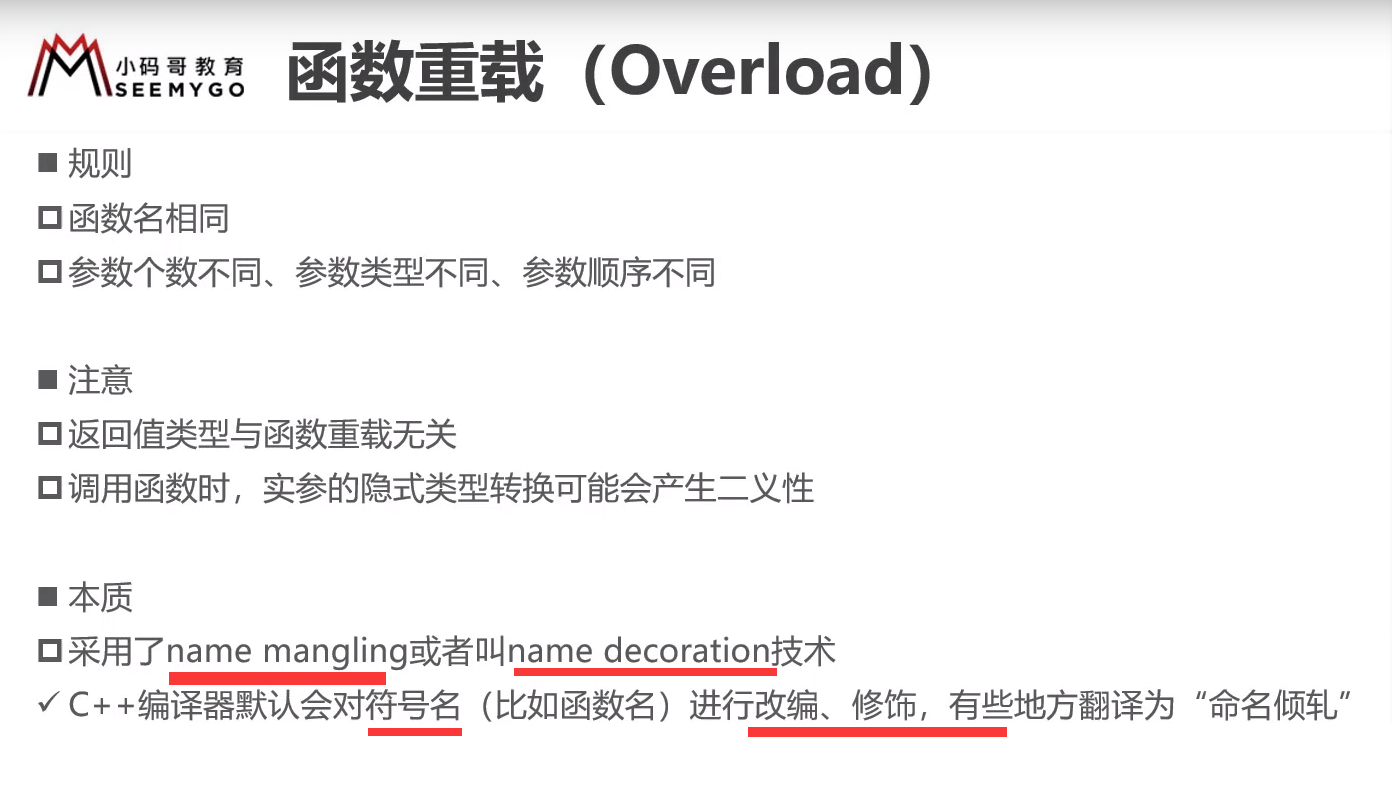 小码哥教育
SEEMYGO
函数重载（Overload）
规则
函数名相同
参数个数不同、参数类型不同、参数顺序不同
注意
返回值类型与函数重载无关
调用函数时，实参的隐式类型转换可能会产生二义性
本质
采用了name mangling或者叫name decoration技术
C++编译器默认会对符号名（比如函数名）进行改编、修饰，有些地方翻译为“命名倾轧”